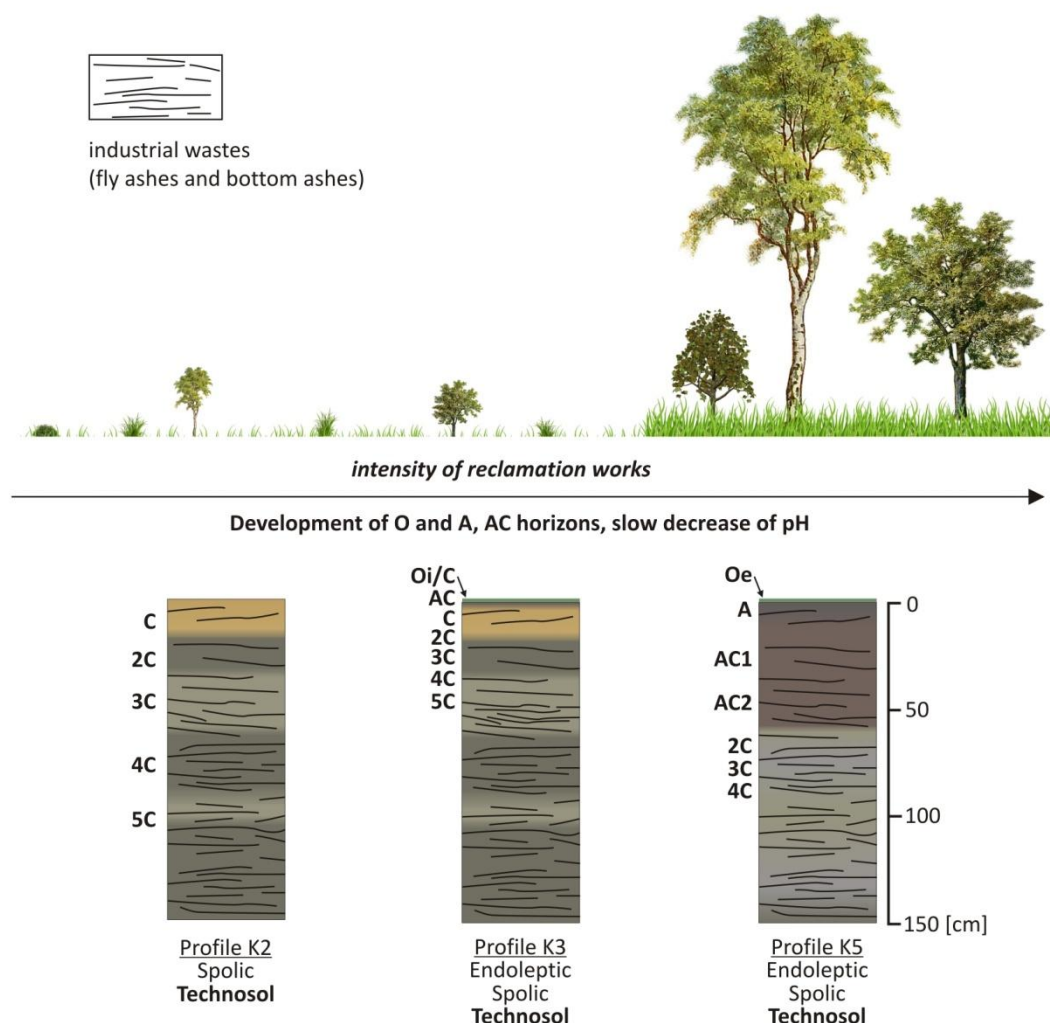 industrial wastes
(fly ashes and bottom ashes)
intensity of reclamation works
Development of O and A, AC horizons, slow decrease of pH
C
2C
3C
4C
5C
Oi/C
AC
C
2C
3C
4C
5C
Oe
A
AC1
AC2
2C
3C
4C
0
50
100
150 [cm]
Profile K2
Spolic
Technosol
Profile K3
Endoleptic
Spolic
Technosol
Profile K5
Endoleptic
Spolic
Technosol